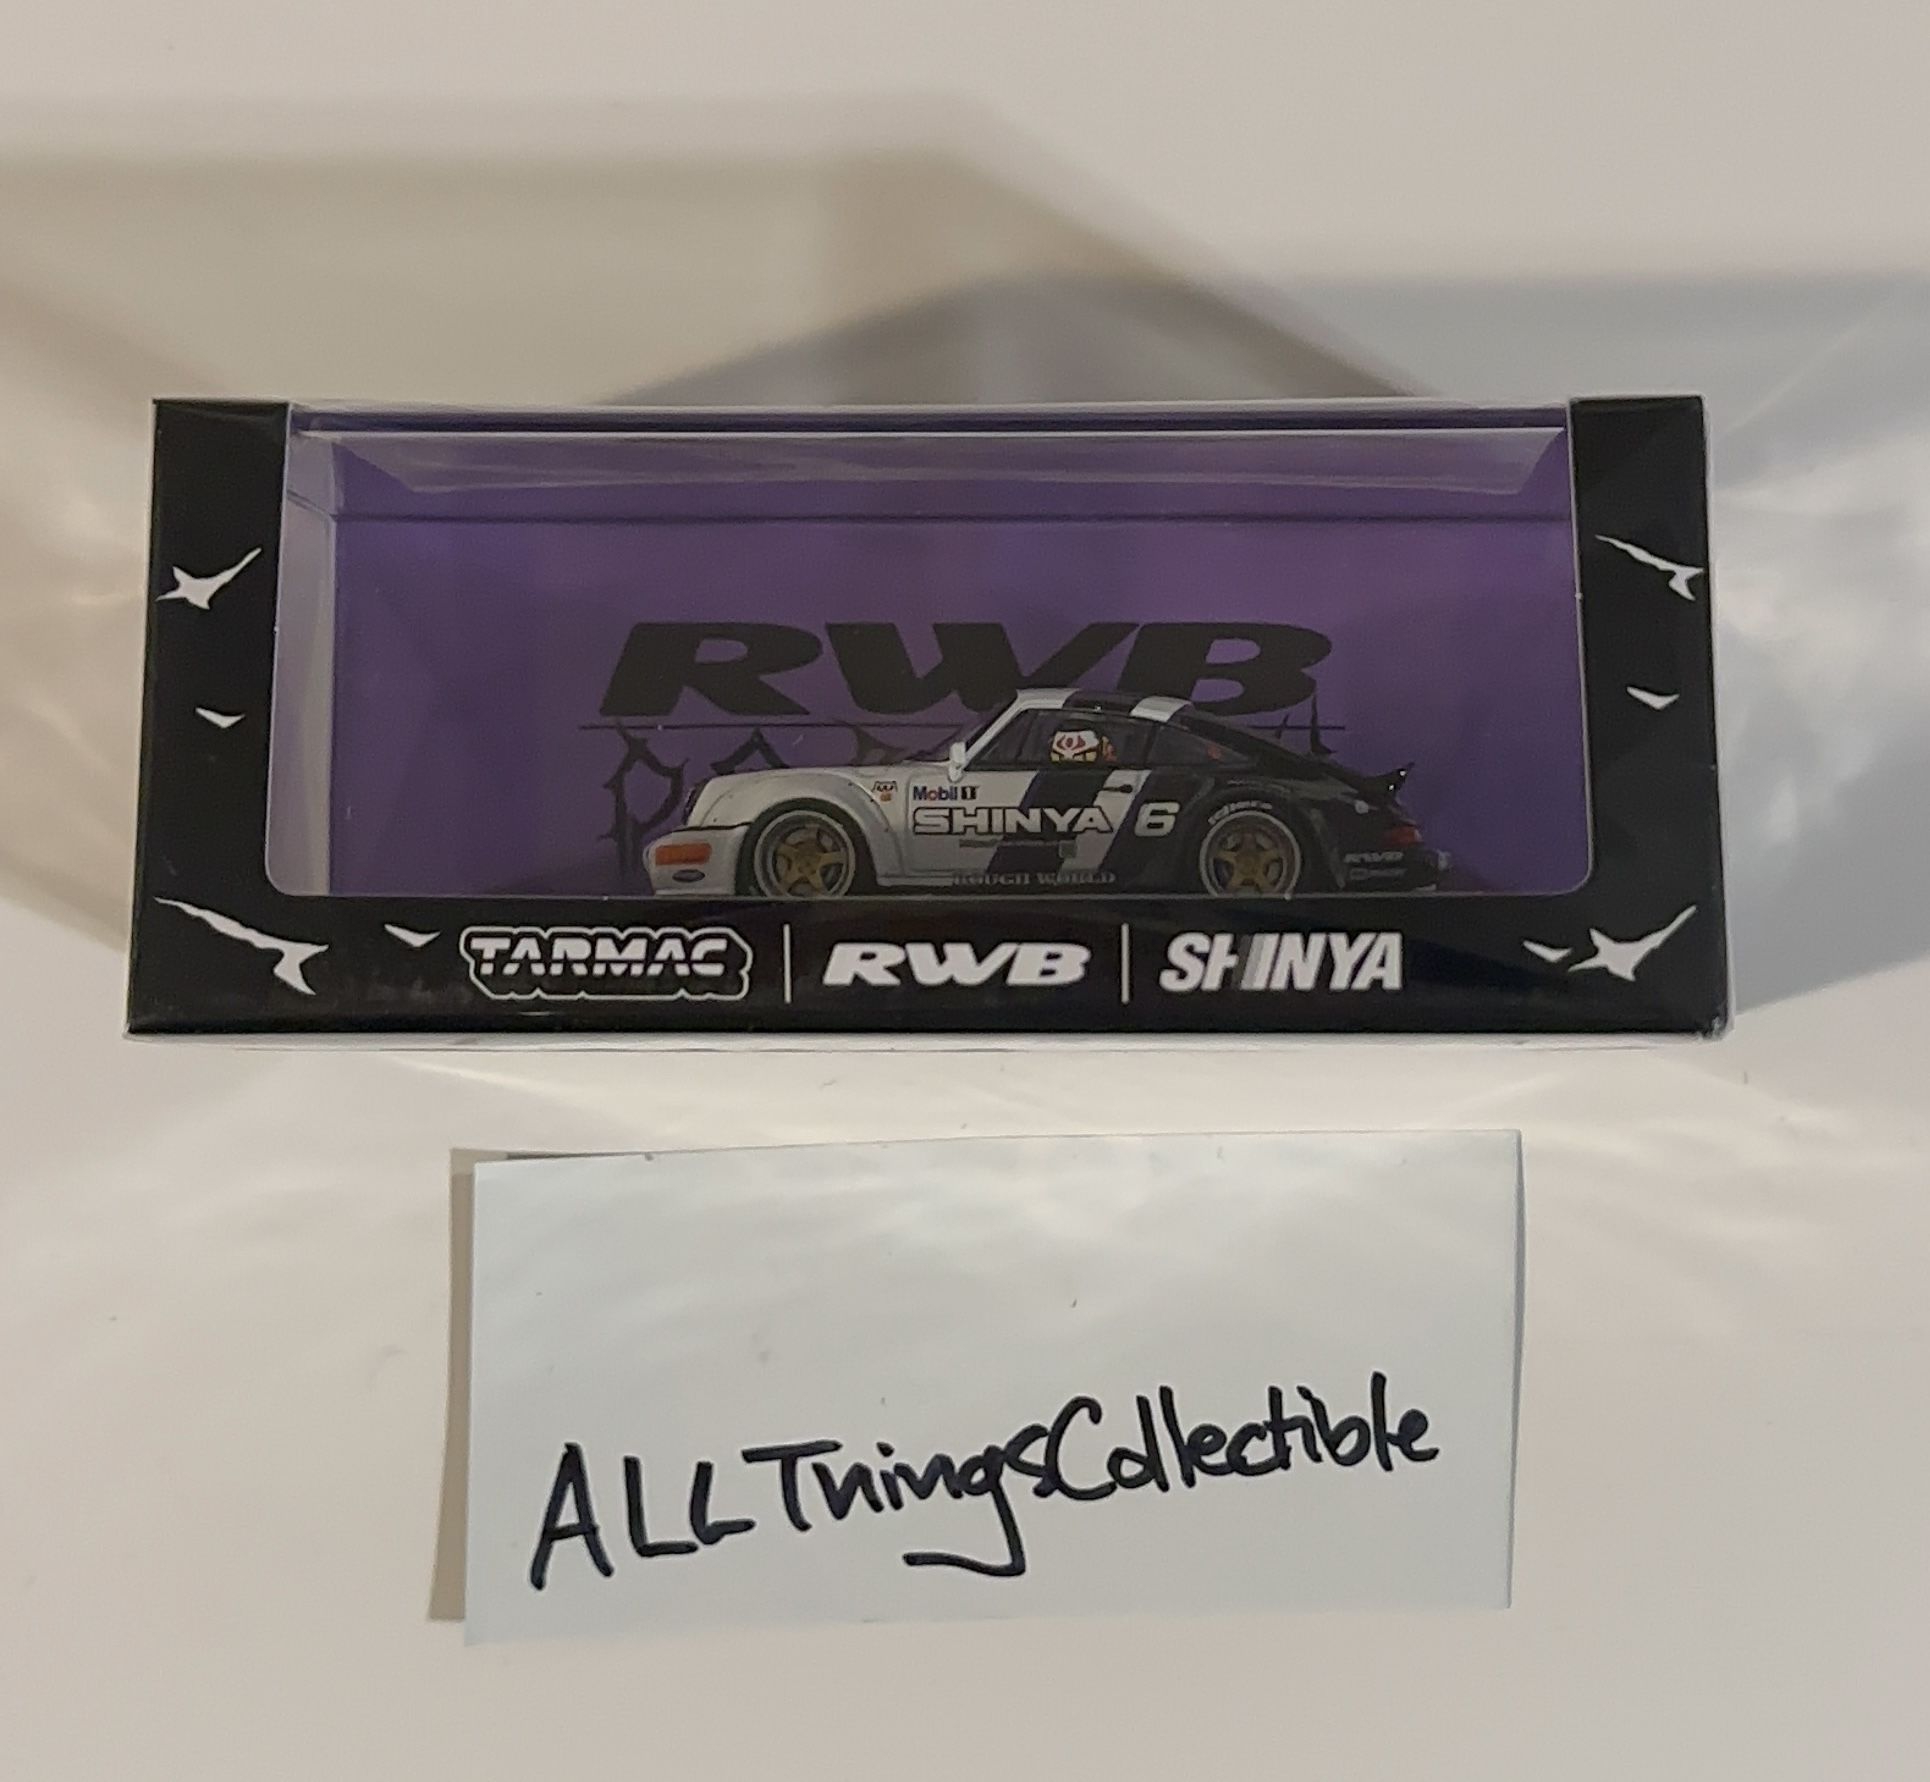 RWB
Mobil 1
SHINYA 6
ROUGH WORLD
RWB
TARMAC | RWB | SHINYA
ALLThingsCollectible